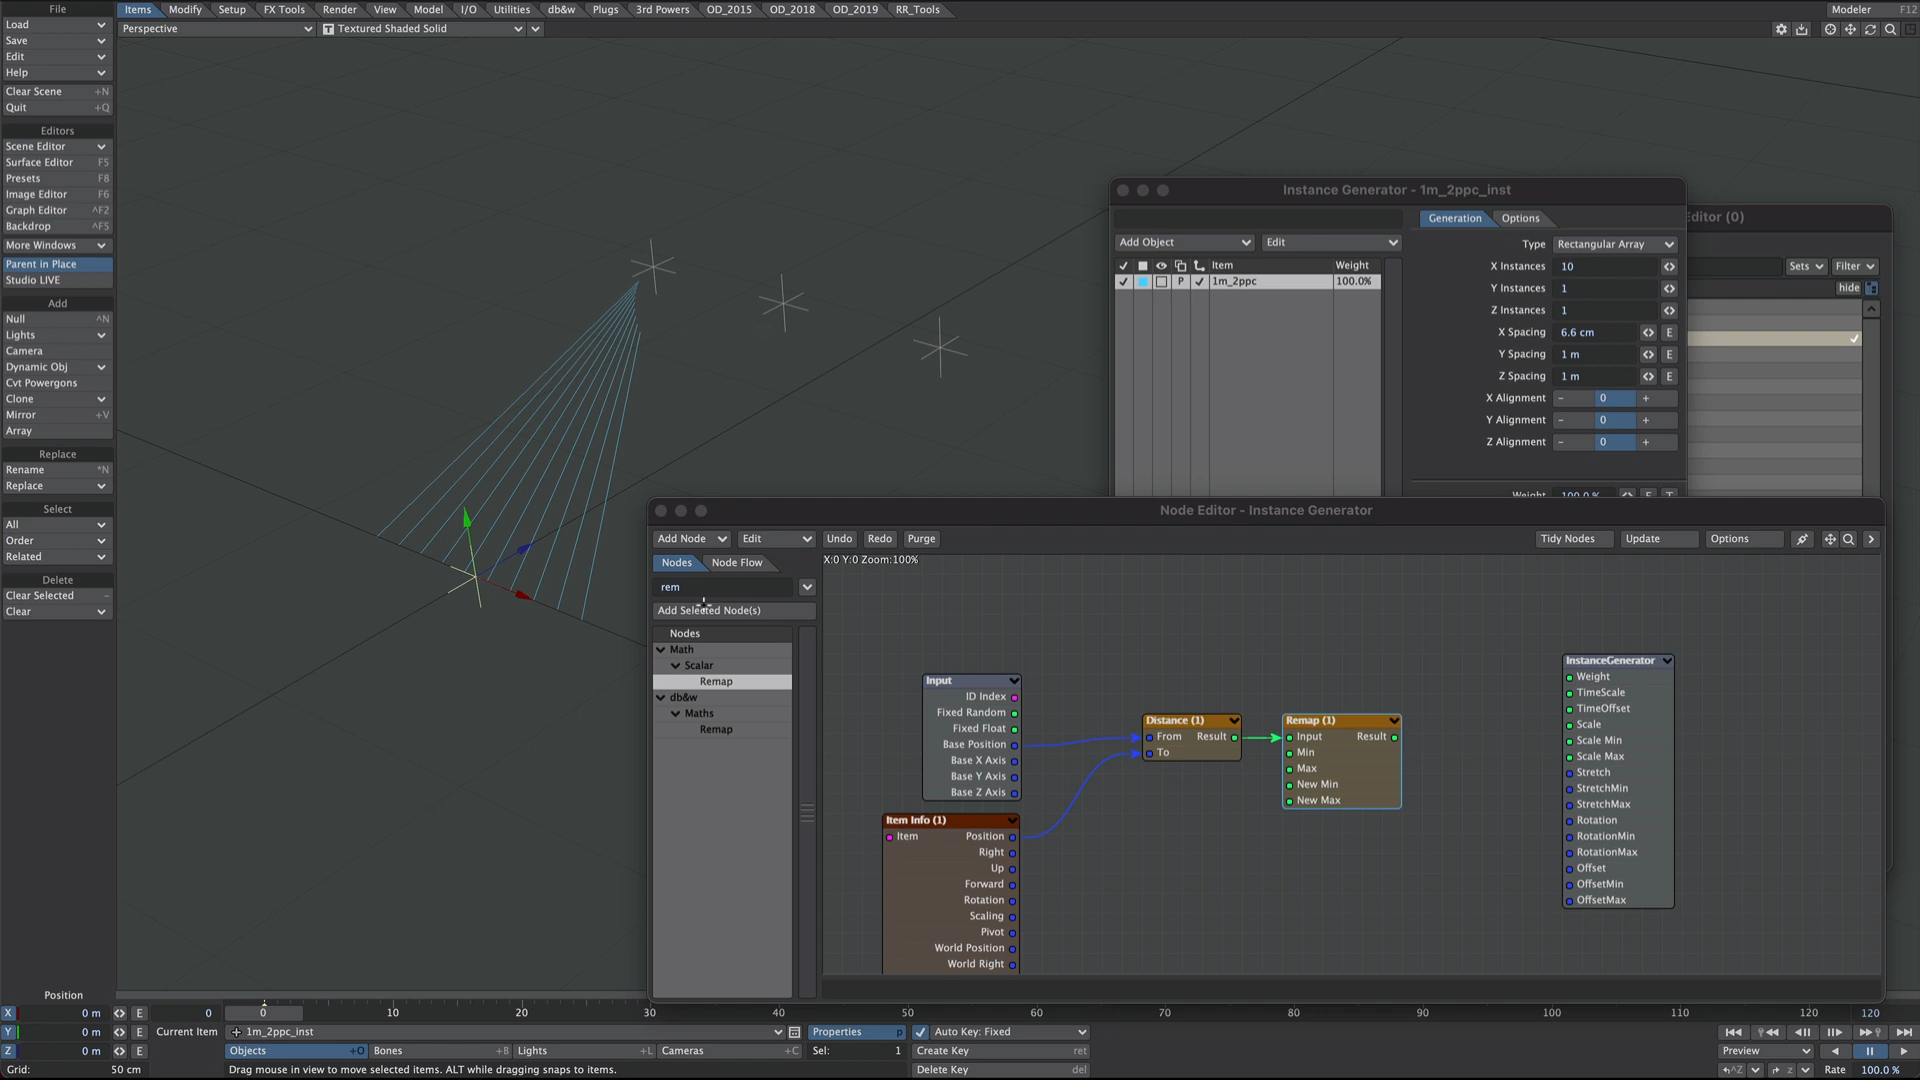 File
Items
Modify
Setup
FX Tools
Render
View
Model
I/O
Utilities
db&w
Plugs
3rd Powers
OD_2015
OD_2018
OD_2019
RR_Tools
Modeler F12
Perspective
Textured Shaded Solid
Load
Save
Edit
Help
Clear Scene +N
Quit +Q
Editors
Scene Editor
Surface Editor F5
Presets F8
Image Editor F6
Graph Editor ^F2
Backdrop ^F5
More Windows
Parent in Place
Studio LIVE
Add
Null ^N
Lights
Camera
Dynamic Obj
Cvt Powergons
Clone
Mirror +V
Array
Replace
Rename *N
Replace
Select
All
Order
Related
Delete
Clear Selected –
Clear
Instance Generator - 1m_2ppc_inst
Add Object
Edit
Item
Weight
P
1m_2ppc
100.0%
Generation
Options
Type Rectangular Array
X Instances 10
Y Instances 1
Z Instances 1
X Spacing 6.6 cm E
Y Spacing 1 m E
Z Spacing 1 m E
X Alignment – 0 +
Y Alignment – 0 +
Z Alignment – 0 +
Weight 100.0 % E T
Editor (0)
Sets
Filter
hide
Node Editor - Instance Generator
Add Node
Edit
Undo
Redo
Purge
Tidy Nodes
Update
Options
Nodes
Node Flow
X:0 Y:0 Zoom:100%
rem
Add Selected Node(s)
Nodes
Math
Scalar
Remap
db&w
Maths
Remap
Input
ID Index
Fixed Random
Fixed Float
Base Position
Base X Axis
Base Y Axis
Base Z Axis
Item Info (1)
Item Position
Right
Up
Forward
Rotation
Scaling
Pivot
World Position
World Right
Distance (1)
From Result
To
Remap (1)
Input Result
Min
Max
New Min
New Max
InstanceGenerator
Weight
TimeScale
TimeOffset
Scale
Scale Min
Scale Max
Stretch
StretchMin
StretchMax
Rotation
RotationMin
RotationMax
Offset
OffsetMin
OffsetMax
Position
X 0 m E
Y 0 m E
Z 0 m E
Grid: 50 cm
0 0 10 20 30 40 50 60 70 80 90 100 110 120 120
Current Item
1m_2ppc_inst
Properties p
Auto Key: Fixed
Objects +O
Bones +B
Lights +L
Cameras +C
Sel: 1
Create Key ret
Drag mouse in view to move selected items. ALT while dragging snaps to items.
Delete Key del
Preview
^Z
z
Rate 100.0 %